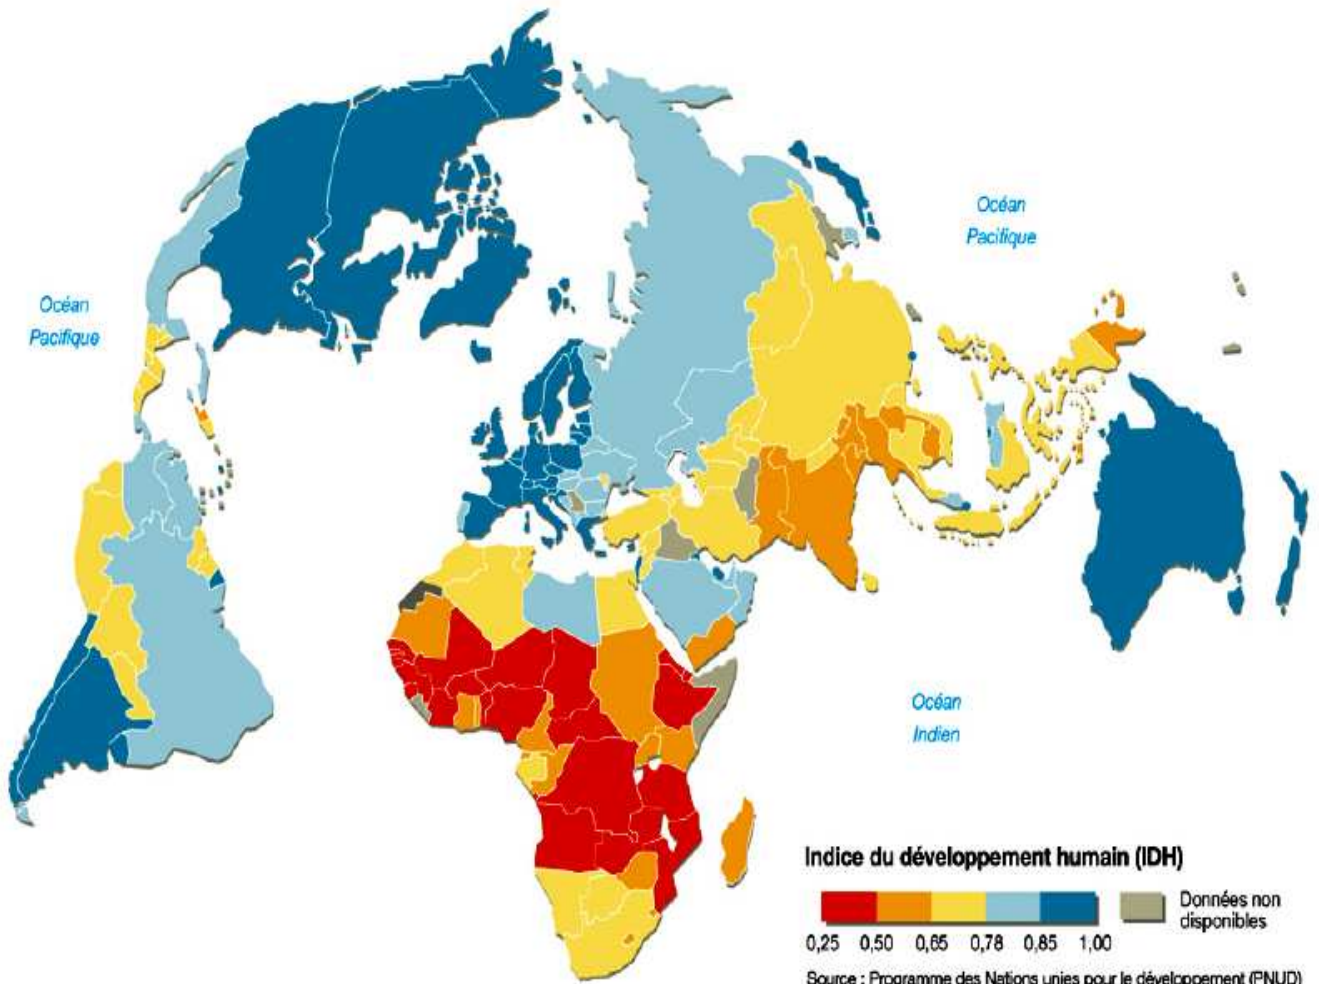 Océan
Pacifique
Océan
Pacifique
Océan
Indien
Indice du développement humain (IDH)
Données non
disponibles
0,25 0,50 0,65 0,78 0,85 1,00
Source : Programme des Nations unies pour le développement (PNUD)